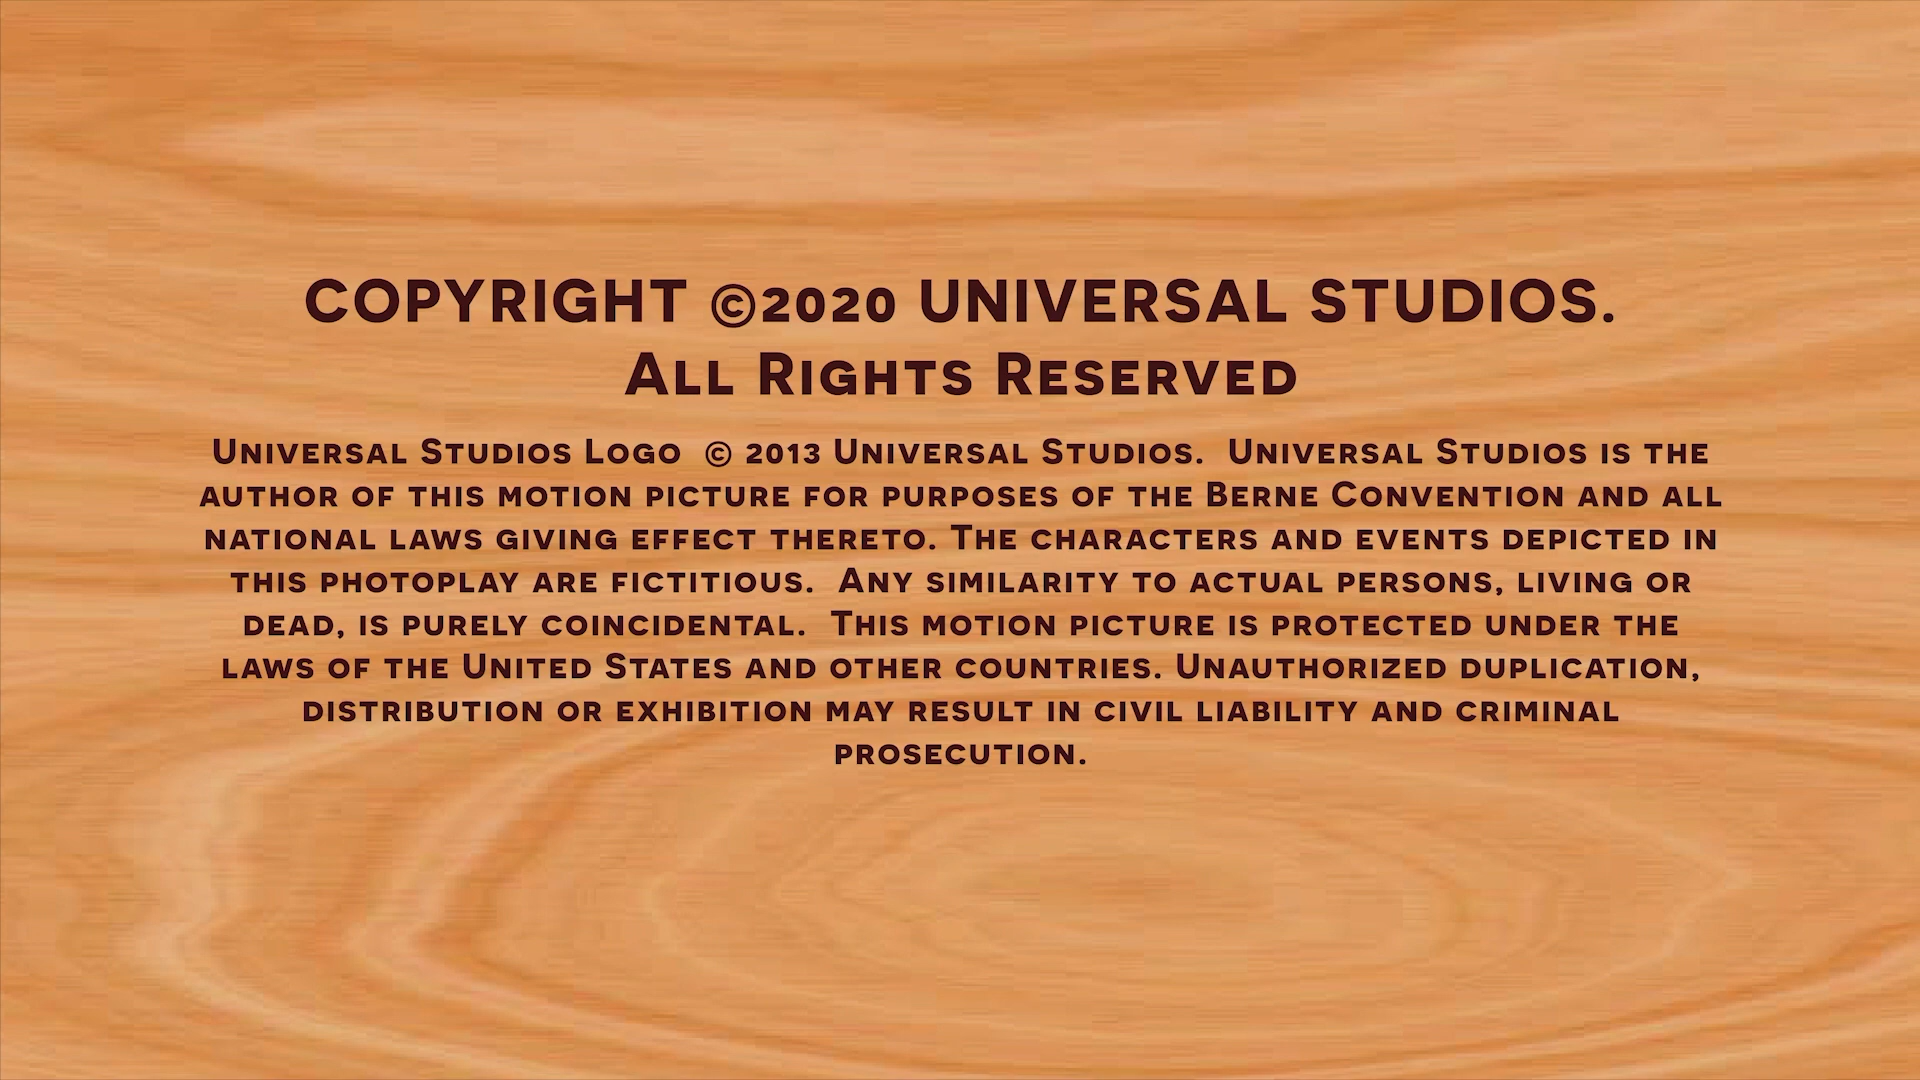 COPYRIGHT ©2020 UNIVERSAL STUDIOS.
ALL RIGHTS RESERVED
UNIVERSAL STUDIOS LOGO © 2013 UNIVERSAL STUDIOS. UNIVERSAL STUDIOS IS THE
AUTHOR OF THIS MOTION PICTURE FOR PURPOSES OF THE BERNE CONVENTION AND ALL
NATIONAL LAWS GIVING EFFECT THERETO. THE CHARACTERS AND EVENTS DEPICTED IN
THIS PHOTOPLAY ARE FICTITIOUS. ANY SIMILARITY TO ACTUAL PERSONS, LIVING OR
DEAD, IS PURELY COINCIDENTAL. THIS MOTION PICTURE IS PROTECTED UNDER THE
LAWS OF THE UNITED STATES AND OTHER COUNTRIES. UNAUTHORIZED DUPLICATION,
DISTRIBUTION OR EXHIBITION MAY RESULT IN CIVIL LIABILITY AND CRIMINAL
PROSECUTION.